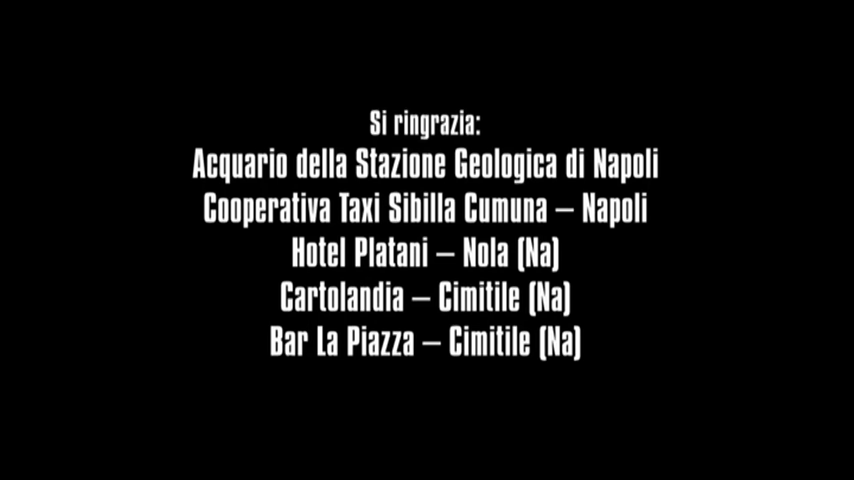 Si ringrazia:
Acquario della Stazione Geologica di Napoli
Cooperativa Taxi Sibilla Cumuna – Napoli
Hotel Platani – Nola (Na)
Cartolandia – Cimitile (Na)
Bar La Piazza – Cimitile (Na)